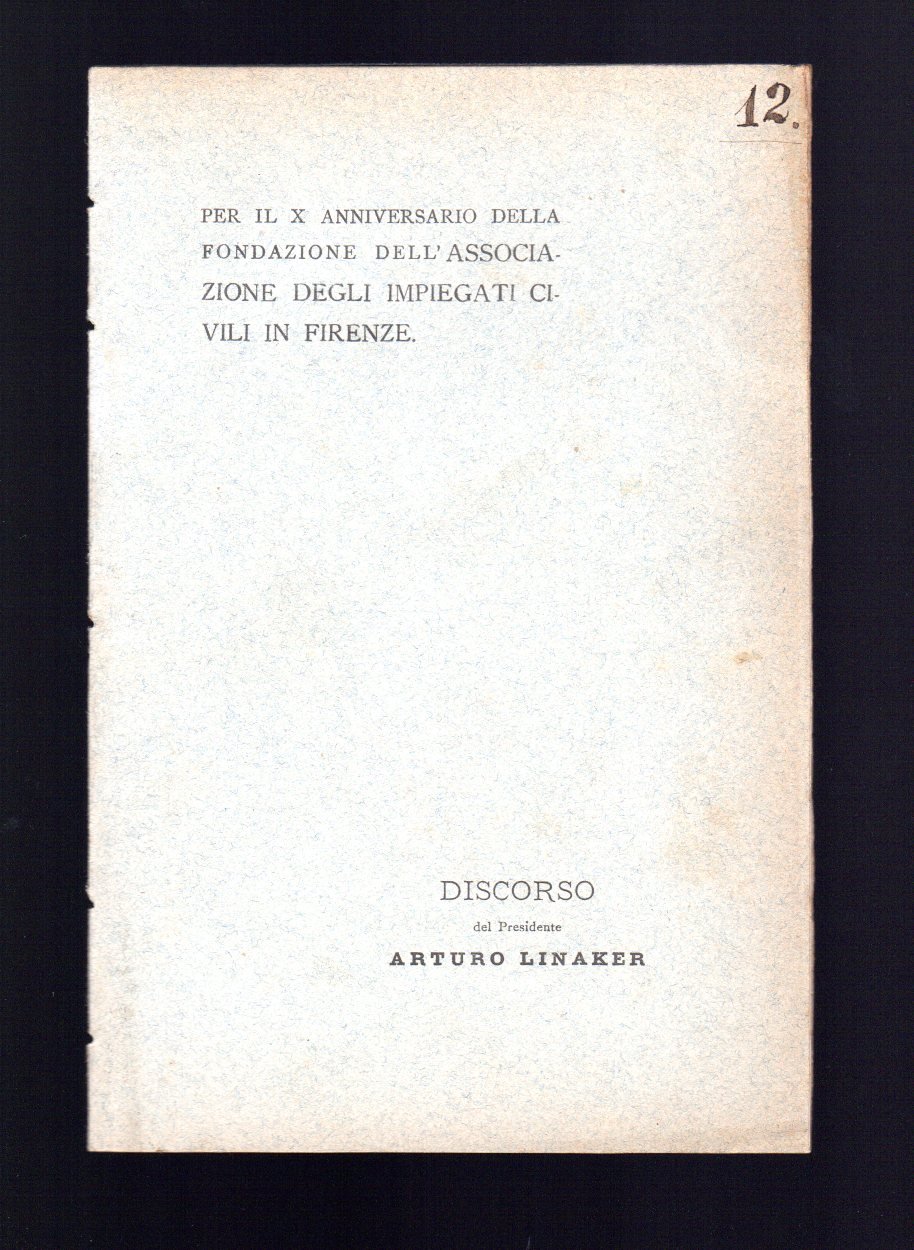 12.
PER IL X ANNIVERSARIO DELLA
FONDAZIONE DELL'ASSOCIA-
ZIONE DEGLI IMPIEGATI CI-
VILI IN FIRENZE.
DISCORSO
del Presidente
ARTURO LINAKER